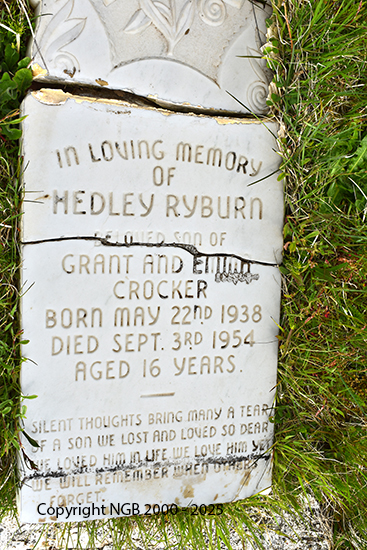 IN LOVING MEMORY
OF
HEDLEY RYBURN
BELOVED SON OF
GRANT AND
CROCKER
BORN MAY 22ND 1938
DIED SEPT. 3RD 1954
AGED 16 YEARS.
SILENT THOUGHTS BRING MANY A TEAR
OF A SON WE LOST AND LOVED SO DEAR
WE LOVED HIM IN LIFE, WE LOVE HIM YET
WE WILL REMEMBER WHEN OTHERS
FORGET.
Copyright NGB 2000 - 2025